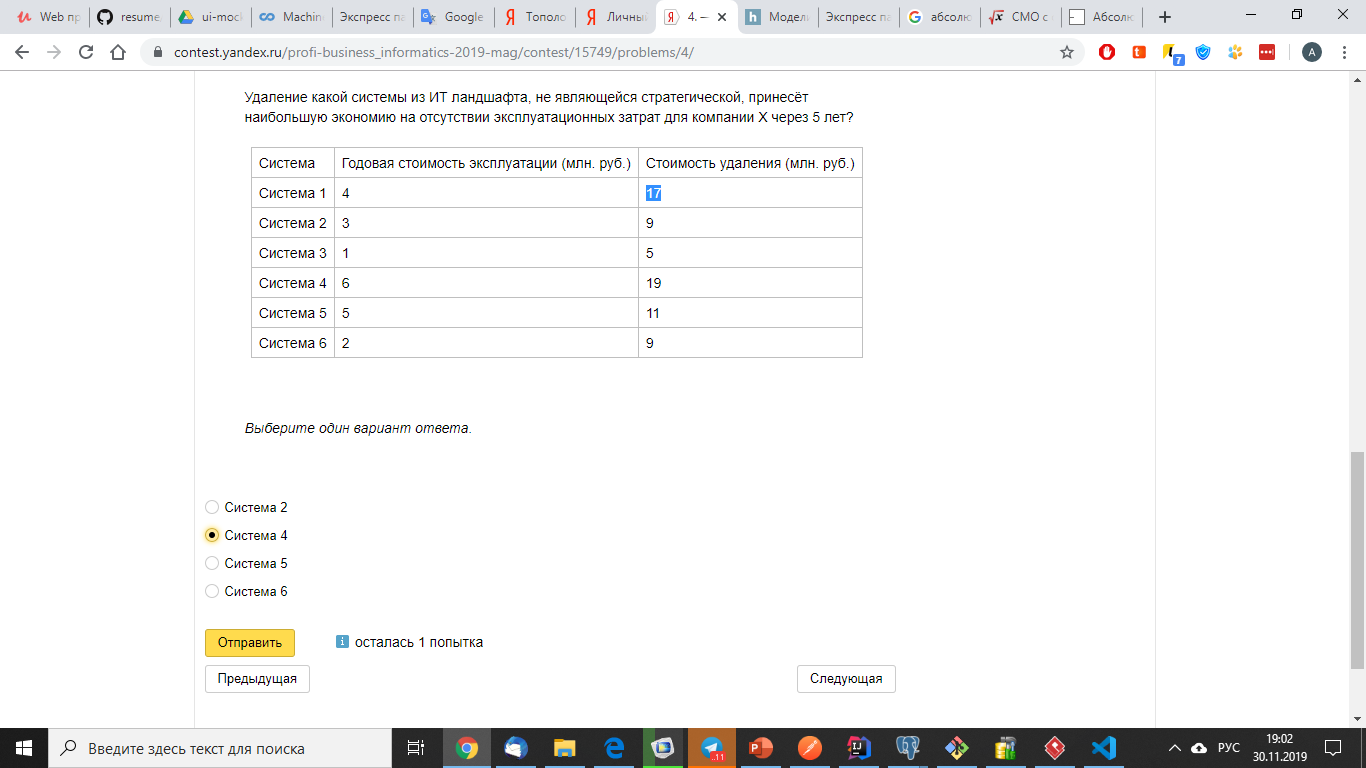 Web пр
resume
ui-moc
Machin
Экспресс па
Google
Тополо
Личный
4. —
Модель
Экспресс па
абсолю
СМО с
Абсолю
contest.yandex.ru/profi-business_informatics-2019-mag/contest/15749/problems/4/
7
A
Удаление какой системы из ИТ ландшафта, не являющейся стратегической, принесёт
наибольшую экономию на отсутствии эксплуатационных затрат для компании X через 5 лет?
Система Годовая стоимость эксплуатации (млн. руб.) Стоимость удаления (млн. руб.)
Система 1 4 17
Система 2 3 9
Система 3 1 5
Система 4 6 19
Система 5 5 11
Система 6 2 9
Выберите один вариант ответа.
Система 2
Система 4
Система 5
Система 6
Отправить
осталась 1 попытка
Предыдущая
Следующая
Введите здесь текст для поиска
РУС
19:02
30.11.2019